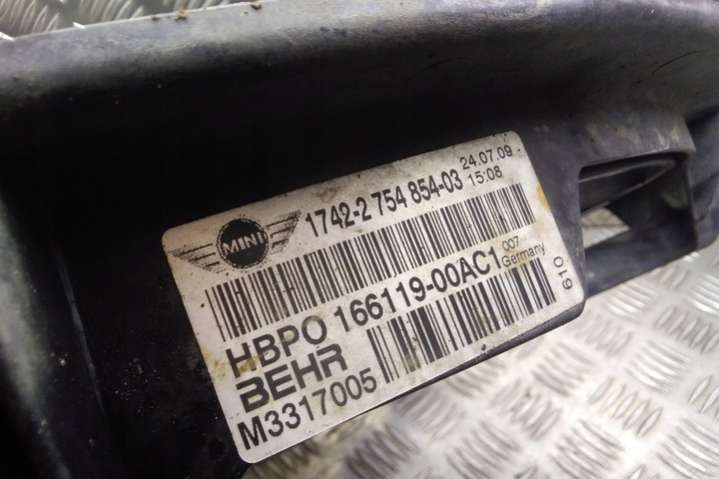 MINI
1742-2 754 854-03
24.07.09
15:08
HBPO 166119-00AC1
007
Germany
BEHR
M3317005
610